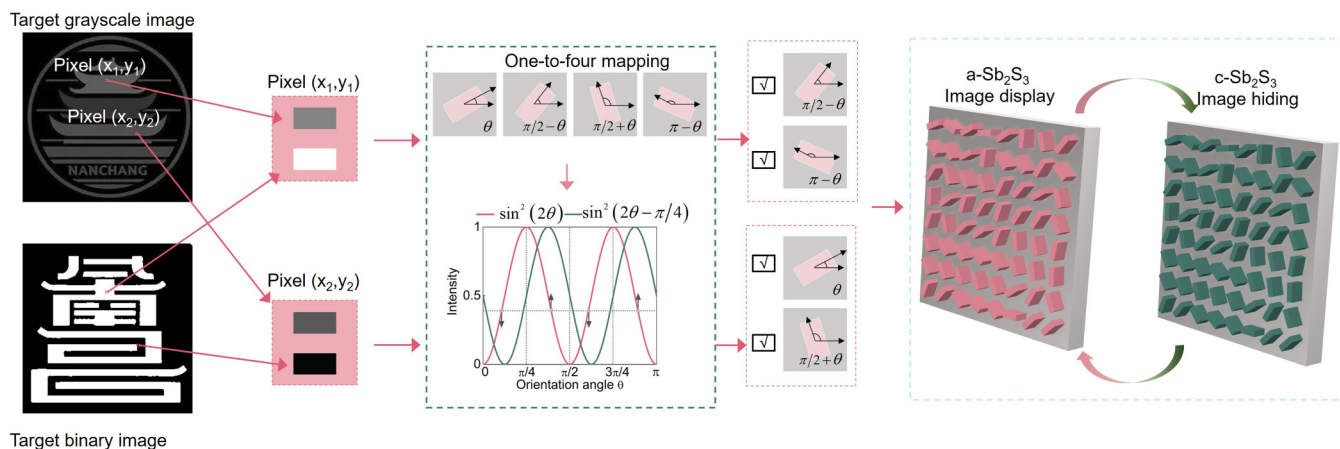 Target grayscale image
Pixel (x₁,y₁)
Pixel (x₂,y₂)
NANCHANG
Target binary image
Pixel (x₁,y₁)
Pixel (x₂,y₂)
One-to-four mapping
θ
π/2−θ
π/2+θ
π−θ
sin²(2θ)
sin²(2θ−π/4)
Intensity
1
0.5
0
0
π/4
π/2
3π/4
π
Orientation angle θ
√
π/2−θ
√
π−θ
√
θ
√
π/2+θ
a-Sb₂S₃
Image display
c-Sb₂S₃
Image hiding